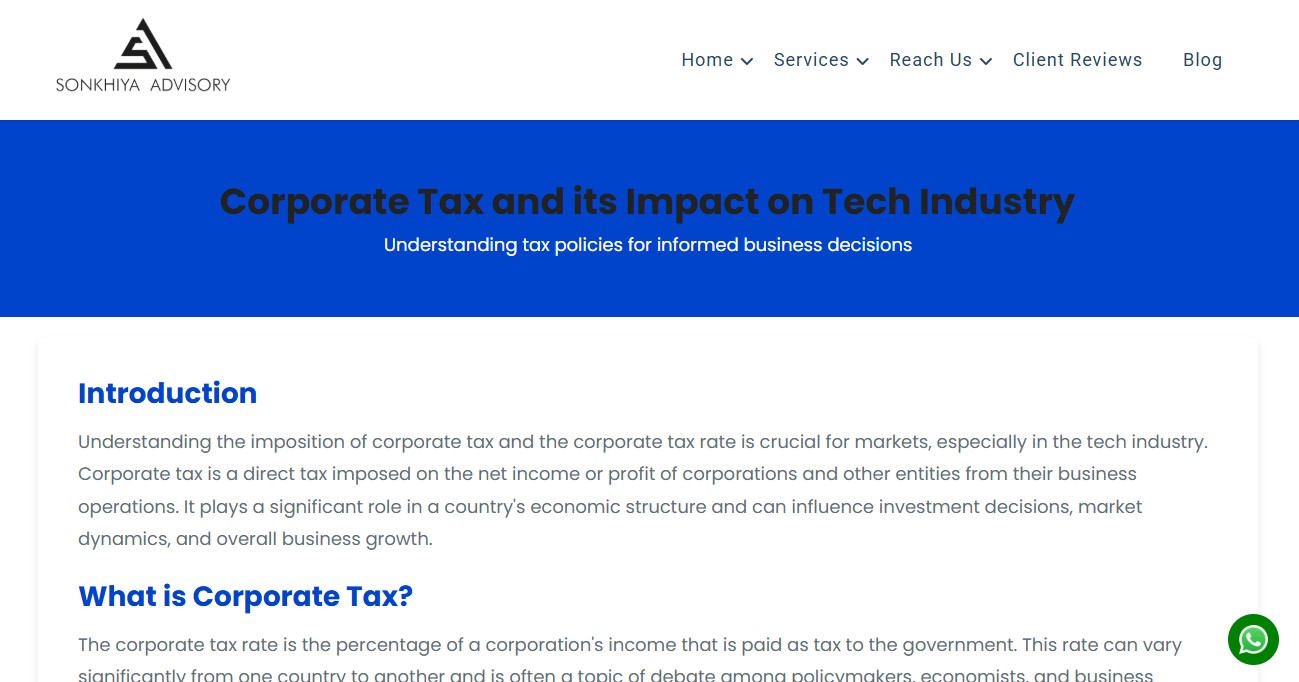 SONKHIYA ADVISORY
Home Services Reach Us Client Reviews Blog
Corporate Tax and its Impact on Tech Industry
Understanding tax policies for informed business decisions
Introduction
Understanding the imposition of corporate tax and the corporate tax rate is crucial for markets, especially in the tech industry.
Corporate tax is a direct tax imposed on the net income or profit of corporations and other entities from their business
operations. It plays a significant role in a country's economic structure and can influence investment decisions, market
dynamics, and overall business growth.
What is Corporate Tax?
The corporate tax rate is the percentage of a corporation's income that is paid as tax to the government. This rate can vary
significantly from one country to another and is often a topic of debate among policymakers, economists, and business